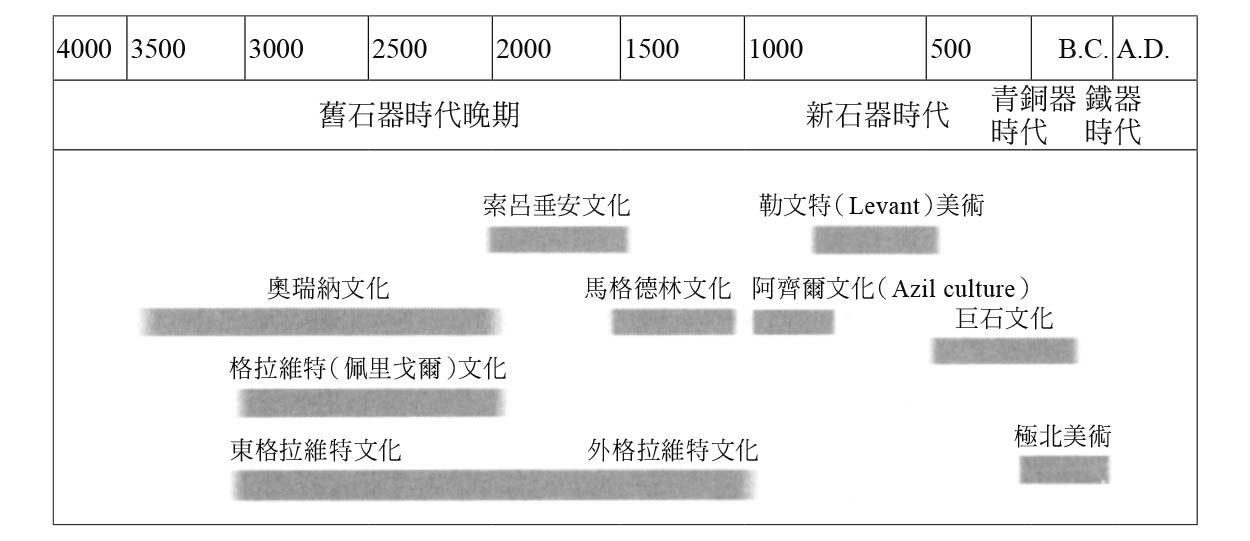 4000 3500 3000 2500 2000 1500 1000 500 B.C. A.D.
舊石器時代晚期 新石器時代 青銅器時代 鐵器時代
索呂垂安文化 勒文特(Levant)美術
奧瑞納文化 馬格德林文化 阿齊爾文化(Azil culture)
巨石文化
格拉維特(佩里戈爾)文化
東格拉維特文化 外格拉維特文化 極北美術